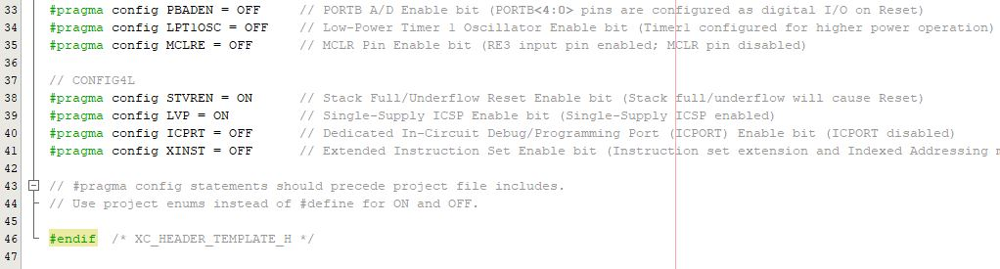 33 #pragma config PBADEN = OFF // PORTB A/D Enable bit (PORTB<4:0> pins are configured as digital I/O on Reset)
34 #pragma config LPT1OSC = OFF // Low-Power Timer 1 Oscillator Enable bit (Timer1 configured for higher power operation)
35 #pragma config MCLRE = OFF // MCLR Pin Enable bit (RE3 input pin enabled; MCLR pin disabled)
36
37 // CONFIG4L
38 #pragma config STVREN = ON // Stack Full/Underflow Reset Enable bit (Stack full/underflow will cause Reset)
39 #pragma config LVP = ON // Single-Supply ICSP Enable bit (Single-Supply ICSP enabled)
40 #pragma config ICPRT = OFF // Dedicated In-Circuit Debug/Programming Port (ICPORT) Enable bit (ICPORT disabled)
41 #pragma config XINST = OFF // Extended Instruction Set Enable bit (Instruction set extension and Indexed Addressing
42
43 // #pragma config statements should precede project file includes.
44 // Use project enums instead of #define for ON and OFF.
45
46 #endif /* XC_HEADER_TEMPLATE_H */
47